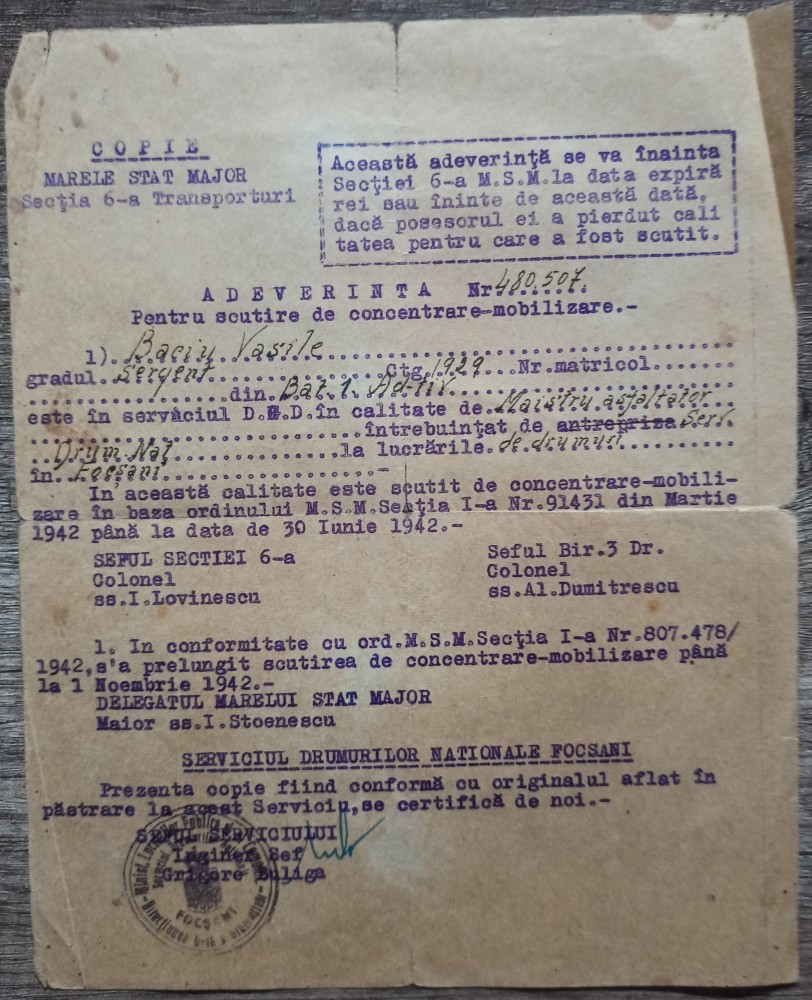 COPIE
MARELE STAT MAJOR
Secţia 6-a Transporturi
Această adeverinţă se va înainta
Secţiei 6-a M.S.M.la data expiră
rei sau îninte de această dată,
dacă posesorul ei a pierdut cali
tatea pentru care a fost scutit.
ADEVERINTA Nr.480.507.
Pentru scutire de concentrare-mobilizare.-
1). Baciu Vasile
gradul. Sergent Ctg.1929 Nr.matricol
din Bat. 1. Ad-tiv
este în serviciul D.D. în calitate de Maistru asfaltator
întrebuinţat de antrepriza Serv.
Drum. Naţ. la lucrările de drumuri
în. Focşani -
In această calitate este scutit de concentrare-mobili-
zare în baza ordinului M.S.M.Secţia I-a Nr.91431 din Martie
1942 până la data de 30 Iunie 1942.-
SEFUL SECTIEI 6-a
Colonel
ss.I.Lovinescu
Seful Bir.3 Dr.
Colonel
ss.Al.Dumitrescu
1. In conformitate cu ord.M.S.M.Secţia I-a Nr.807.478/
1942,s'a prelungit scutirea de concentrare-mobilizare până
la 1 Noembrie 1942.-
DELEGATUL MARELUI STAT MAJOR
Maior ss.I.Stoenescu
SERVICIUL DRUMURILOR NATIONALE FOCSANI
Prezenta copie fiind conformă cu originalul aflat în
păstrare la acest Serviciu,se certifică de noi.-
SEFUL SERVICIULUI
Inginer Sef
Grigore Buliga
FOCŞANI